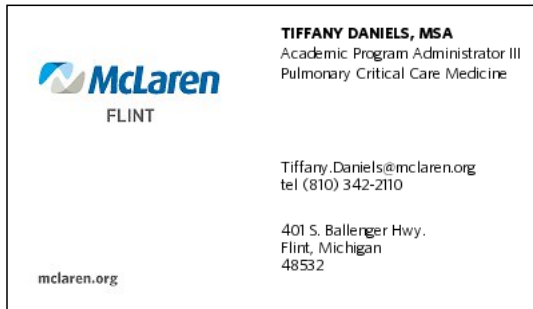 McLaren
FLINT
mclaren.org
TIFFANY DANIELS, MSA
Academic Program Administrator III
Pulmonary Critical Care Medicine
Tiffany.Daniels@mclaren.org
tel (810) 342-2110
401 S. Ballenger Hwy.
Flint, Michigan
48532